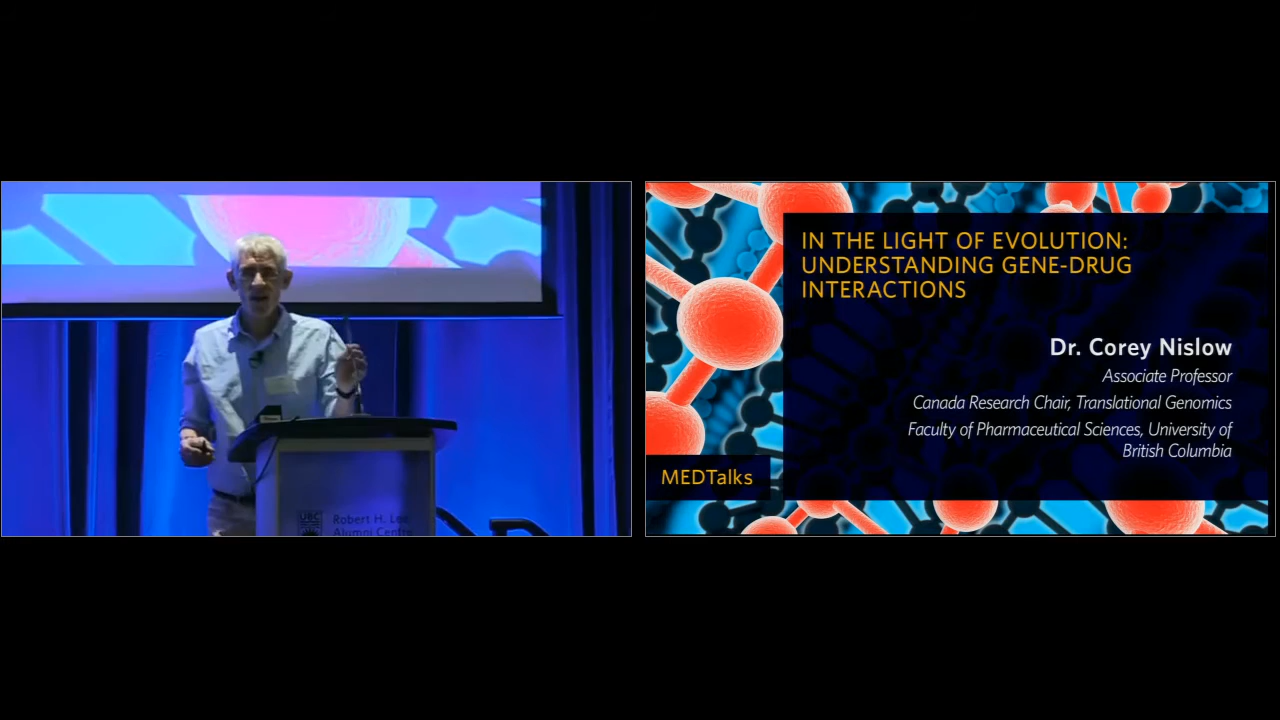 UBC
Robert H. Lee
Alumni Centre
IN THE LIGHT OF EVOLUTION:
UNDERSTANDING GENE-DRUG
INTERACTIONS
Dr. Corey Nislow
Associate Professor
Canada Research Chair, Translational Genomics
Faculty of Pharmaceutical Sciences, University of
British Columbia
MEDTalks